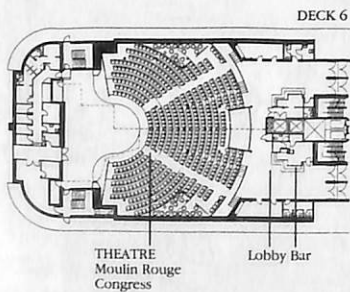 DECK 6
THEATRE
Moulin Rouge
Congress
Lobby Bar